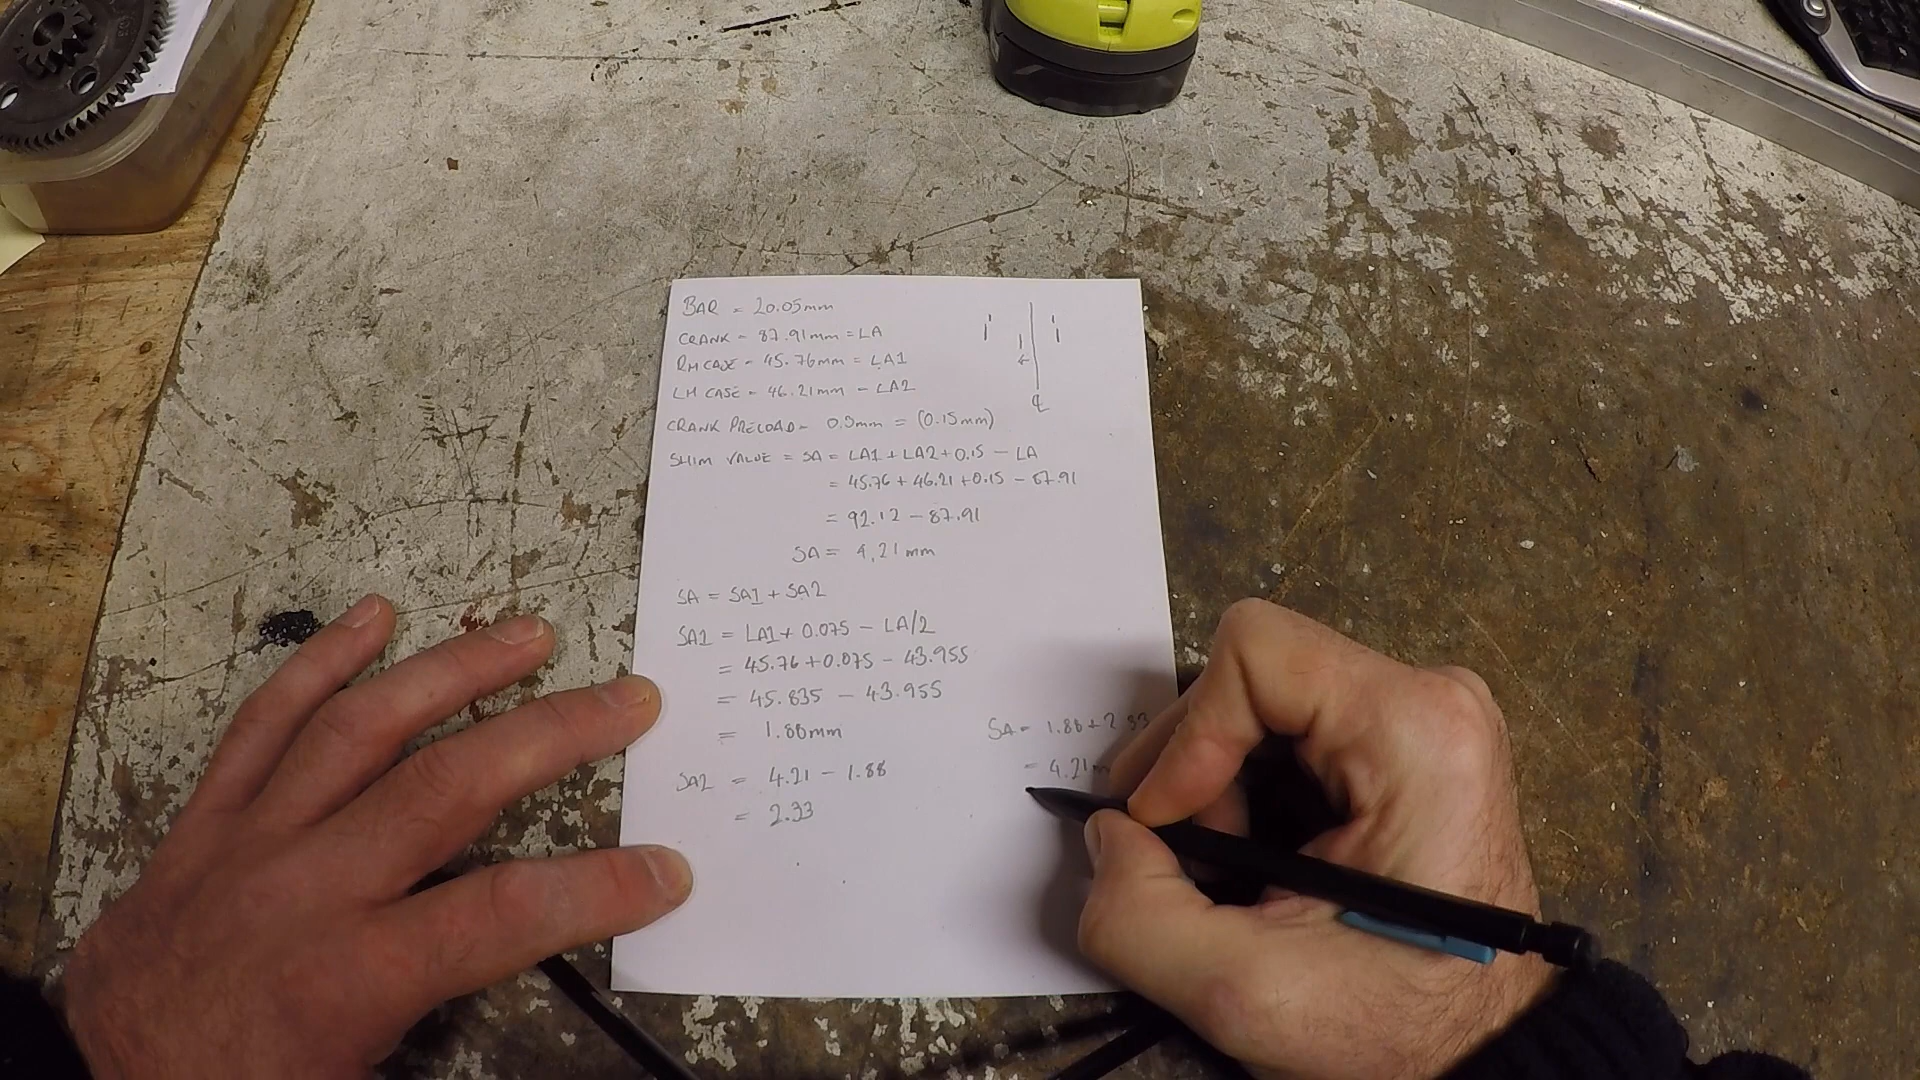 BAR = 20.05mm
CRANK = 87.91mm = LA
RH CASE = 45.76mm = LA1
LH CASE = 46.21mm = LA2
CRANK PRELOAD = 0.3mm = (0.15mm)
SHIM VALUE = SA = LA1 + LA2 + 0.15 - LA
= 45.76 + 46.21 + 0.15 - 87.91
= 92.12 - 87.91
SA = 4.21mm
SA = SA1 + SA2
SA1 = LA1 + 0.075 - LA/2
= 45.76 + 0.075 - 43.955
= 45.835 - 43.955
= 1.88mm
SA2 = 4.21 - 1.88
= 2.33
SA = 1.88 + 2.33
= 4.21m